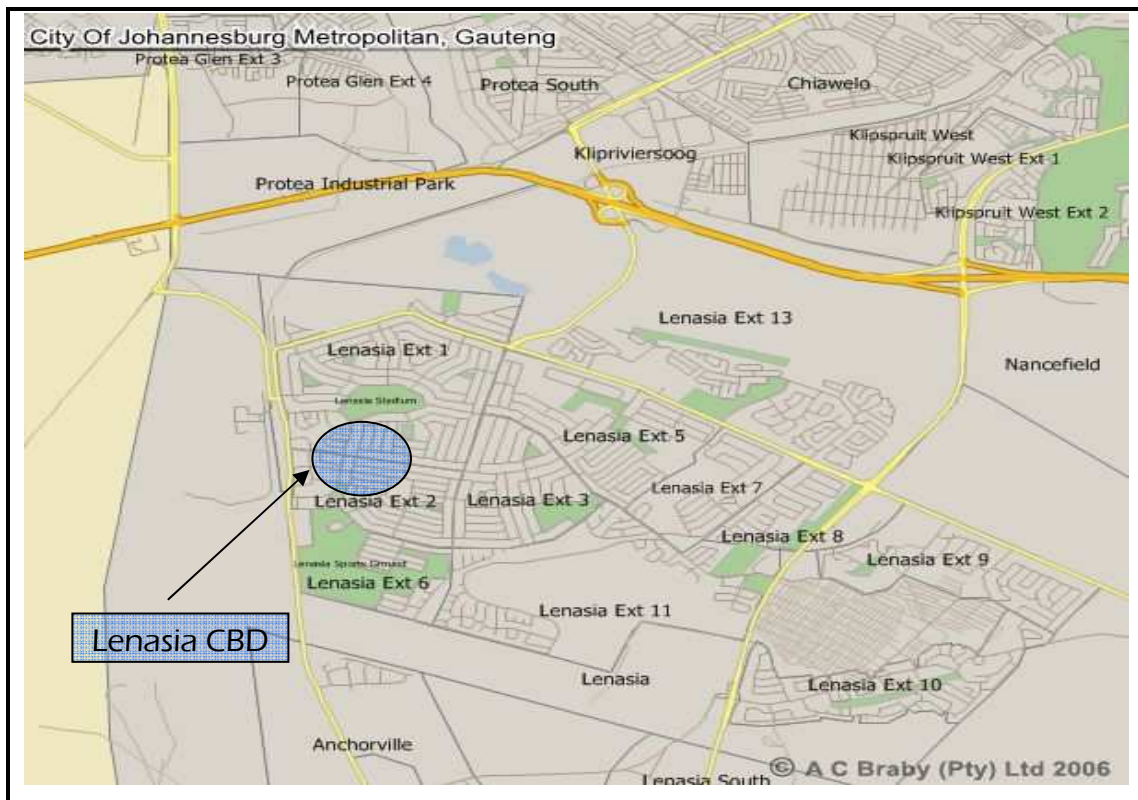 City Of Johannesburg Metropolitan, Gauteng
Protea Glen Ext 3
Protea Glen Ext 4
Protea South
Chiawelo
Klipspruit West
Klipriviersoog
Klipspruit West Ext 1
Protea Industrial Park
Klipspruit West Ext 2
Lenasia Ext 13
Lenasia Ext 1
Nancefield
Lenasia Stadium
Lenasia Ext 5
Lenasia Ext 7
Lenasia Ext 2
Lenasia Ext 3
Lenasia Ext 8
Lenasia Ext 9
Lenasia Sports Ground
Lenasia Ext 6
Lenasia Ext 11
Lenasia CBD
Lenasia
Lenasia Ext 10
Anchorville
Lenasia South
© A C Braby (Pty) Ltd 2006